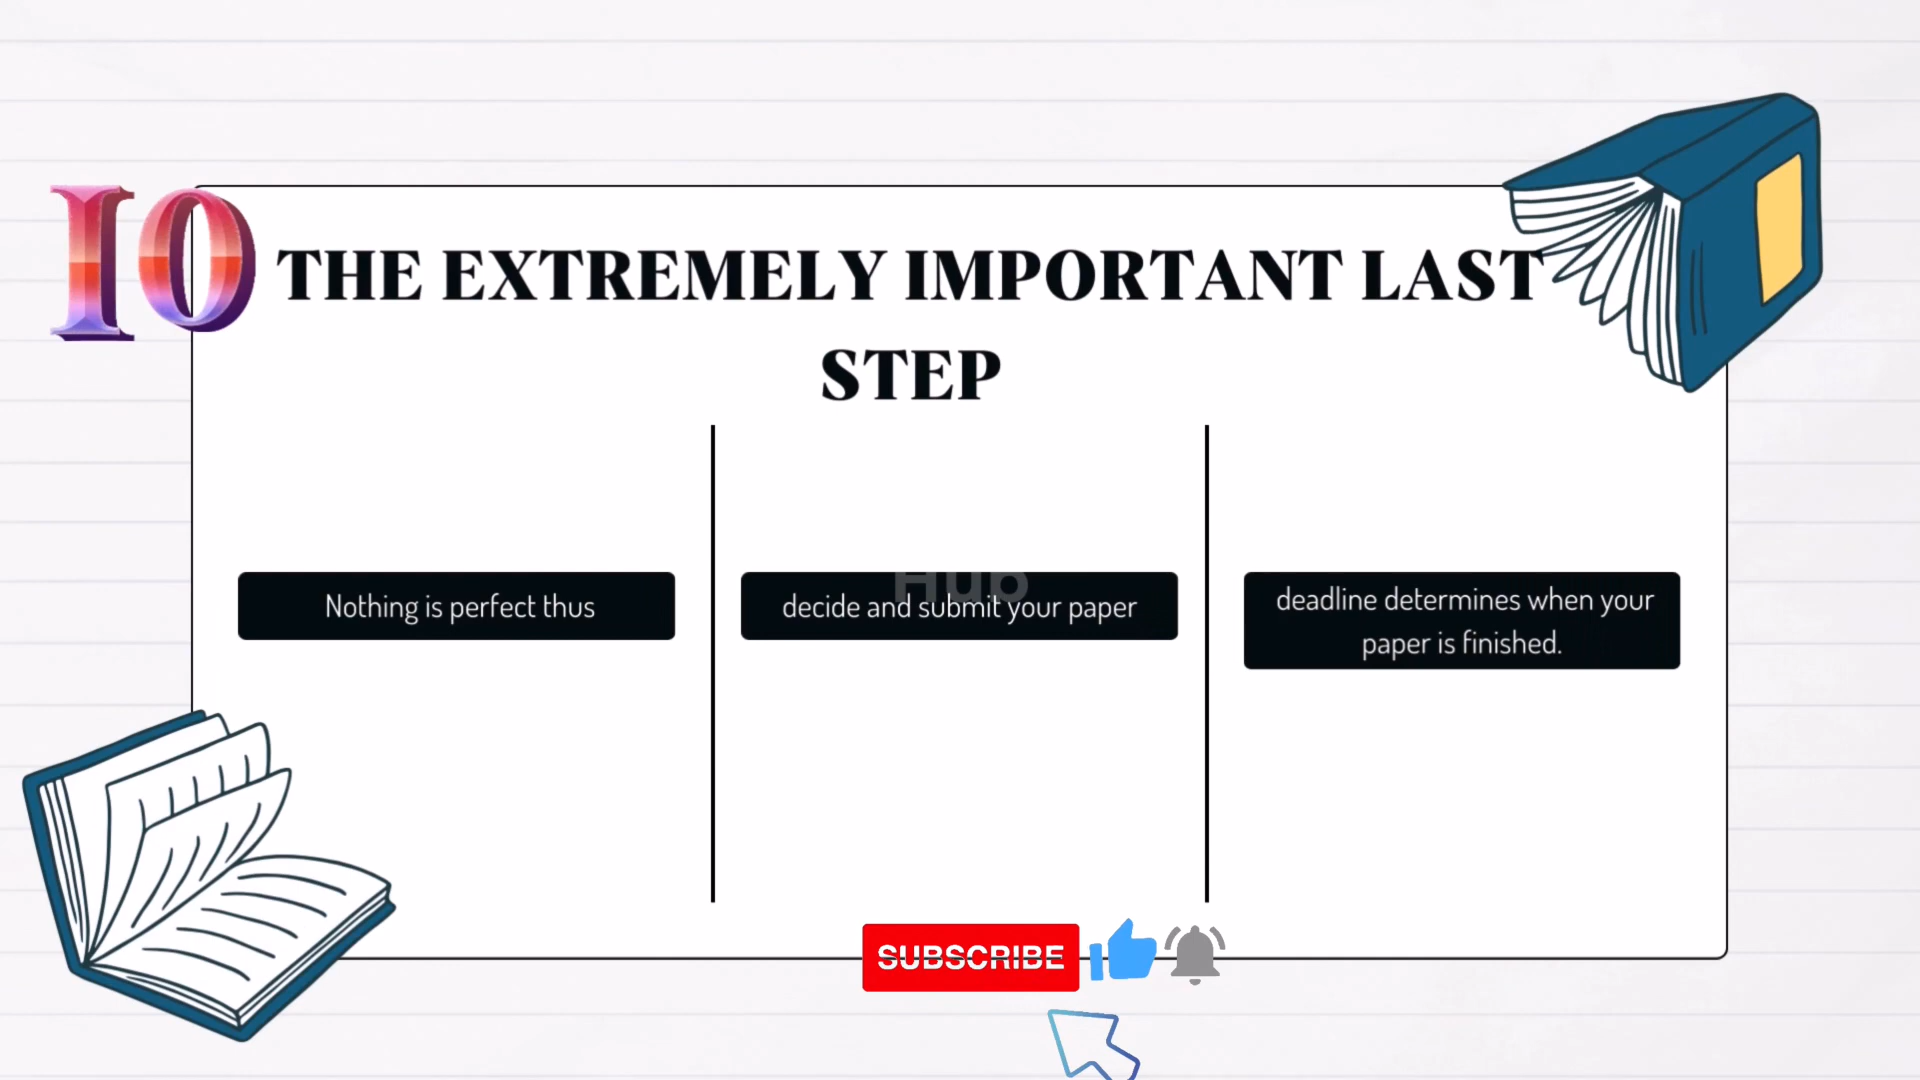 10
THE EXTREMELY IMPORTANT LAST
STEP
Nothing is perfect thus
decide and submit your paper
Hub
deadline determines when your
paper is finished.
SUBSCRIBE